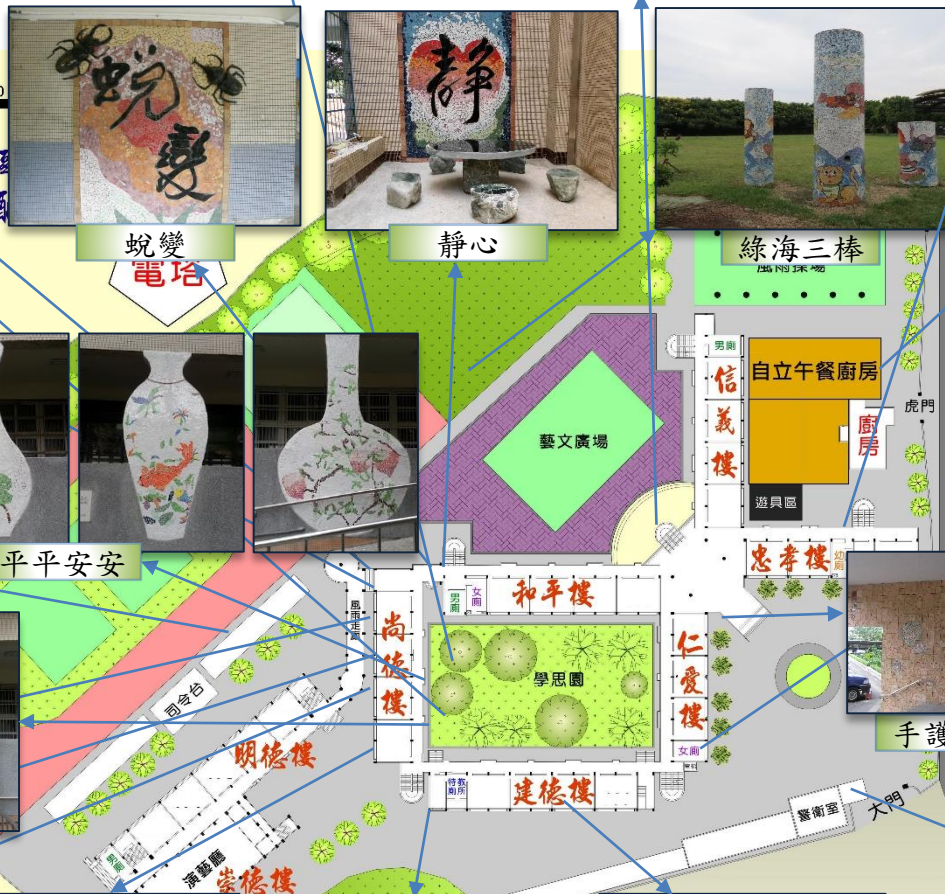 蛻變
蛻變
靜
靜心
綠海三棒
電塔
風雨操場
男廁
信義樓
自立午餐廚房
廚房
虎門
藝文廣場
遊具區
平平安安
忠孝樓
幼廁
風雨走廊
男廁
女廁
和平樓
尚德樓
學思園
仁愛樓
女廁
手護
司令台
明德樓
建德樓
警衛室
大門
男廁
演藝廳
崇德樓